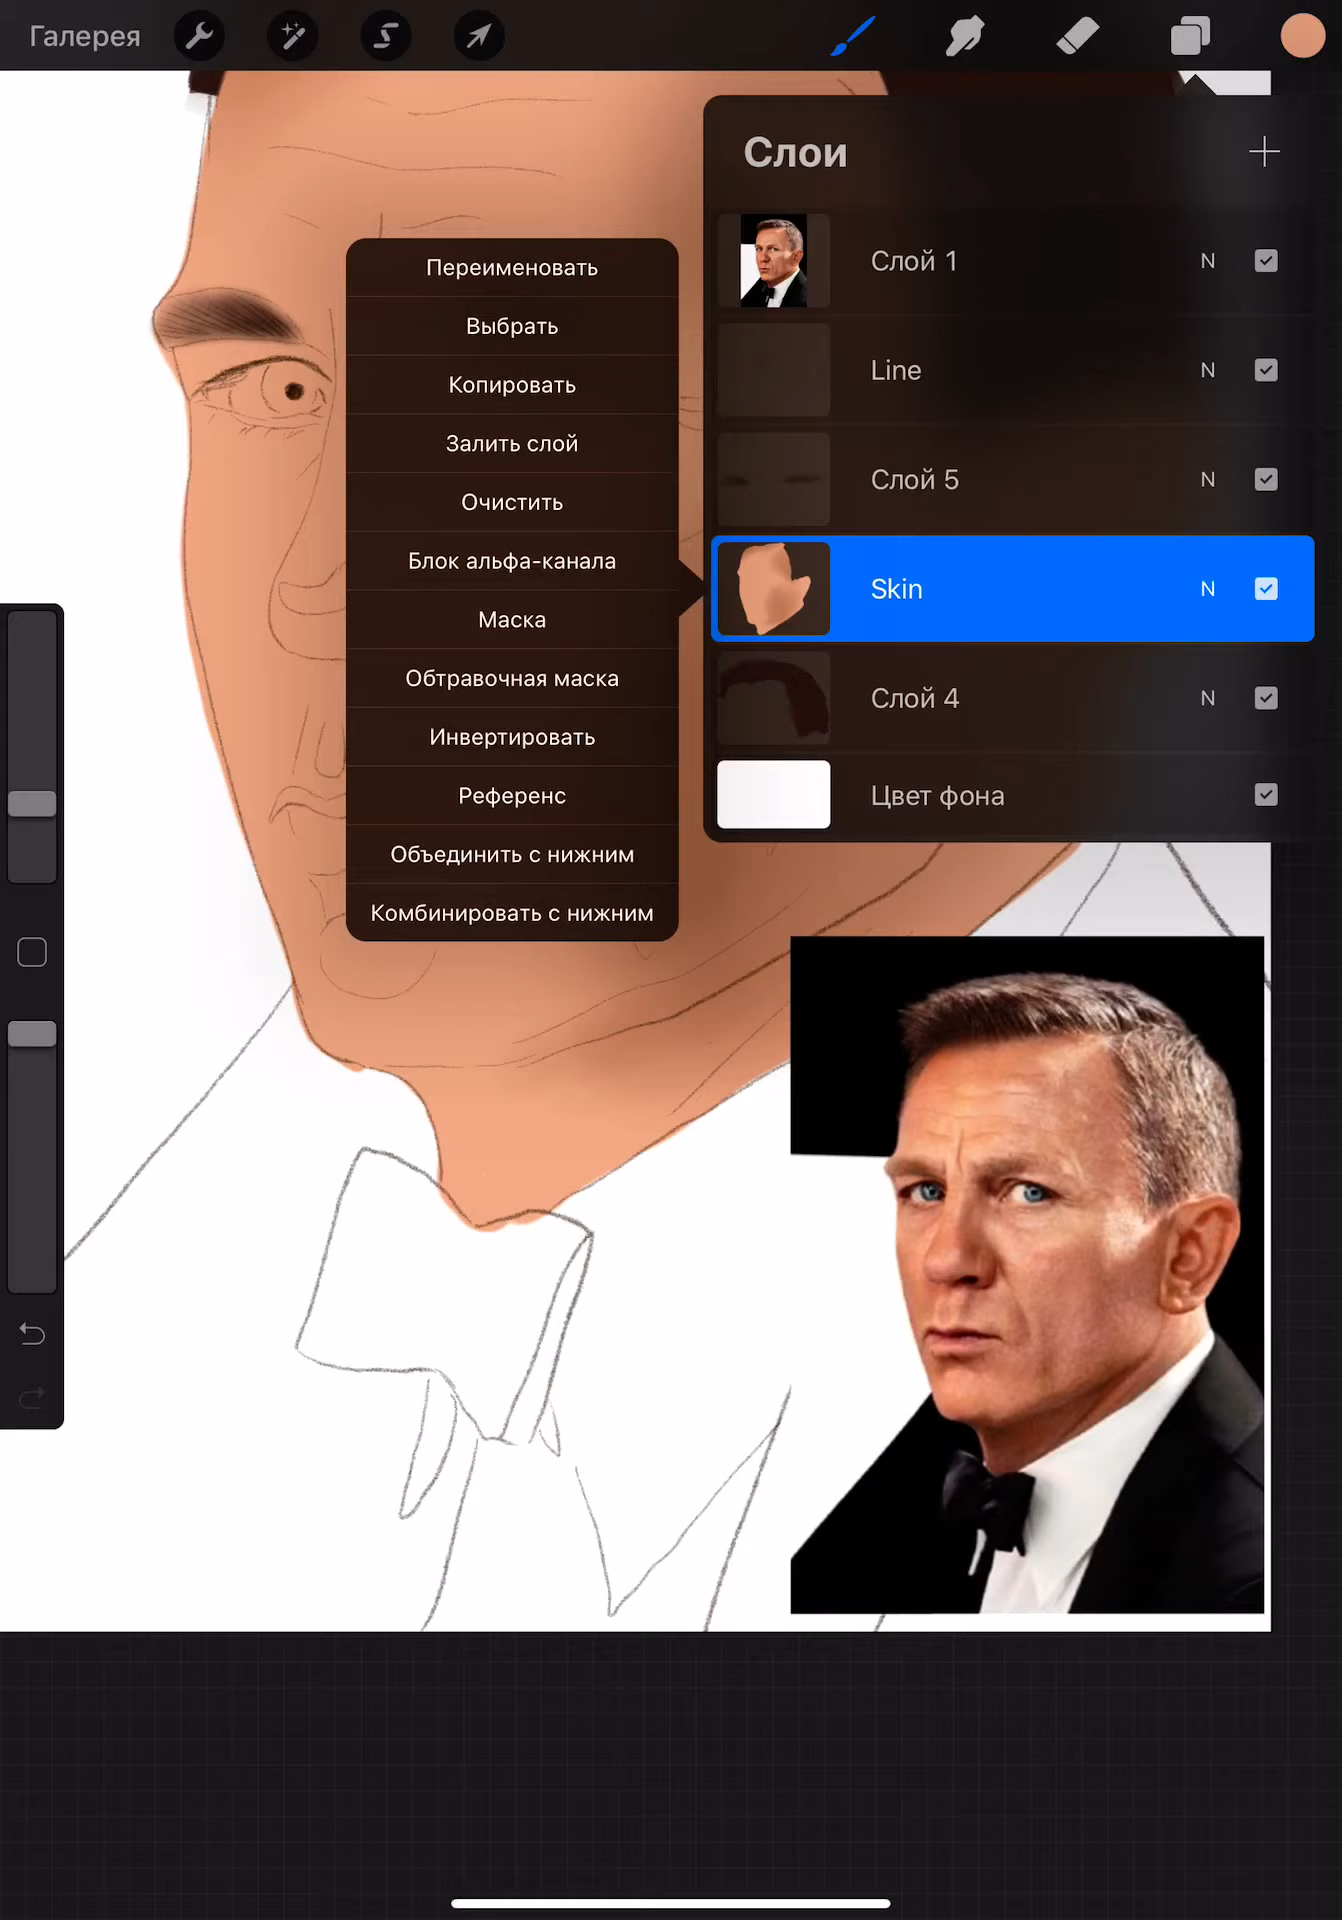 Галерея
Слои
Слой 1 N
Line N
Слой 5 N
Skin N
Слой 4 N
Цвет фона
Переименовать
Выбрать
Копировать
Залить слой
Очистить
Блок альфа-канала
Маска
Обтравочная маска
Инвертировать
Референс
Объединить с нижним
Комбинировать с нижним